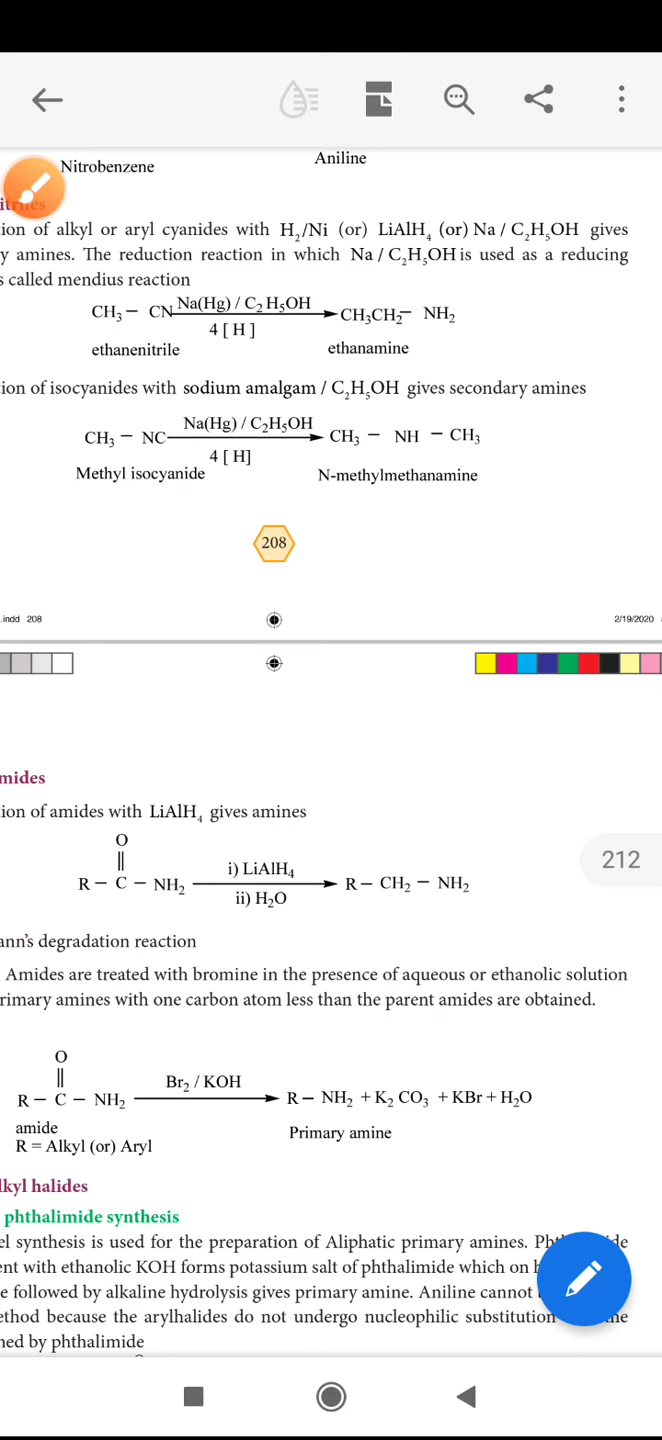 Nitrobenzene Aniline
ion of alkyl or aryl cyanides with H₂/Ni (or) LiAlH₄ (or) Na / C₂H₅OH gives
y amines. The reduction reaction in which Na / C₂H₅OH is used as a reducing
s called mendius reaction
CH₃ − CN Na(Hg) / C₂H₅OH 4 [ H ] CH₃CH₂− NH₂
ethanenitrile ethanamine
ion of isocyanides with sodium amalgam / C₂H₅OH gives secondary amines
CH₃ − NC Na(Hg) / C₂H₅OH 4 [ H] CH₃ − NH − CH₃
Methyl isocyanide N-methylmethanamine
208
.indd 208 2/19/2020
mides
ion of amides with LiAlH₄ gives amines
212
O
||
R − C − NH₂ i) LiAlH₄ ii) H₂O R − CH₂ − NH₂
ann's degradation reaction
Amides are treated with bromine in the presence of aqueous or ethanolic solution
rimary amines with one carbon atom less than the parent amides are obtained.
O
||
R − C − NH₂ Br₂ / KOH R − NH₂ + K₂ CO₃ + KBr + H₂O
amide Primary amine
R = Alkyl (or) Aryl
lkyl halides
phthalimide synthesis
el synthesis is used for the preparation of Aliphatic primary amines.
ent with ethanolic KOH forms potassium salt of phthalimide which on
e followed by alkaline hydrolysis gives primary amine. Aniline cannot
ethod because the arylhalides do not undergo nucleophilic substitution
ned by phthalimide